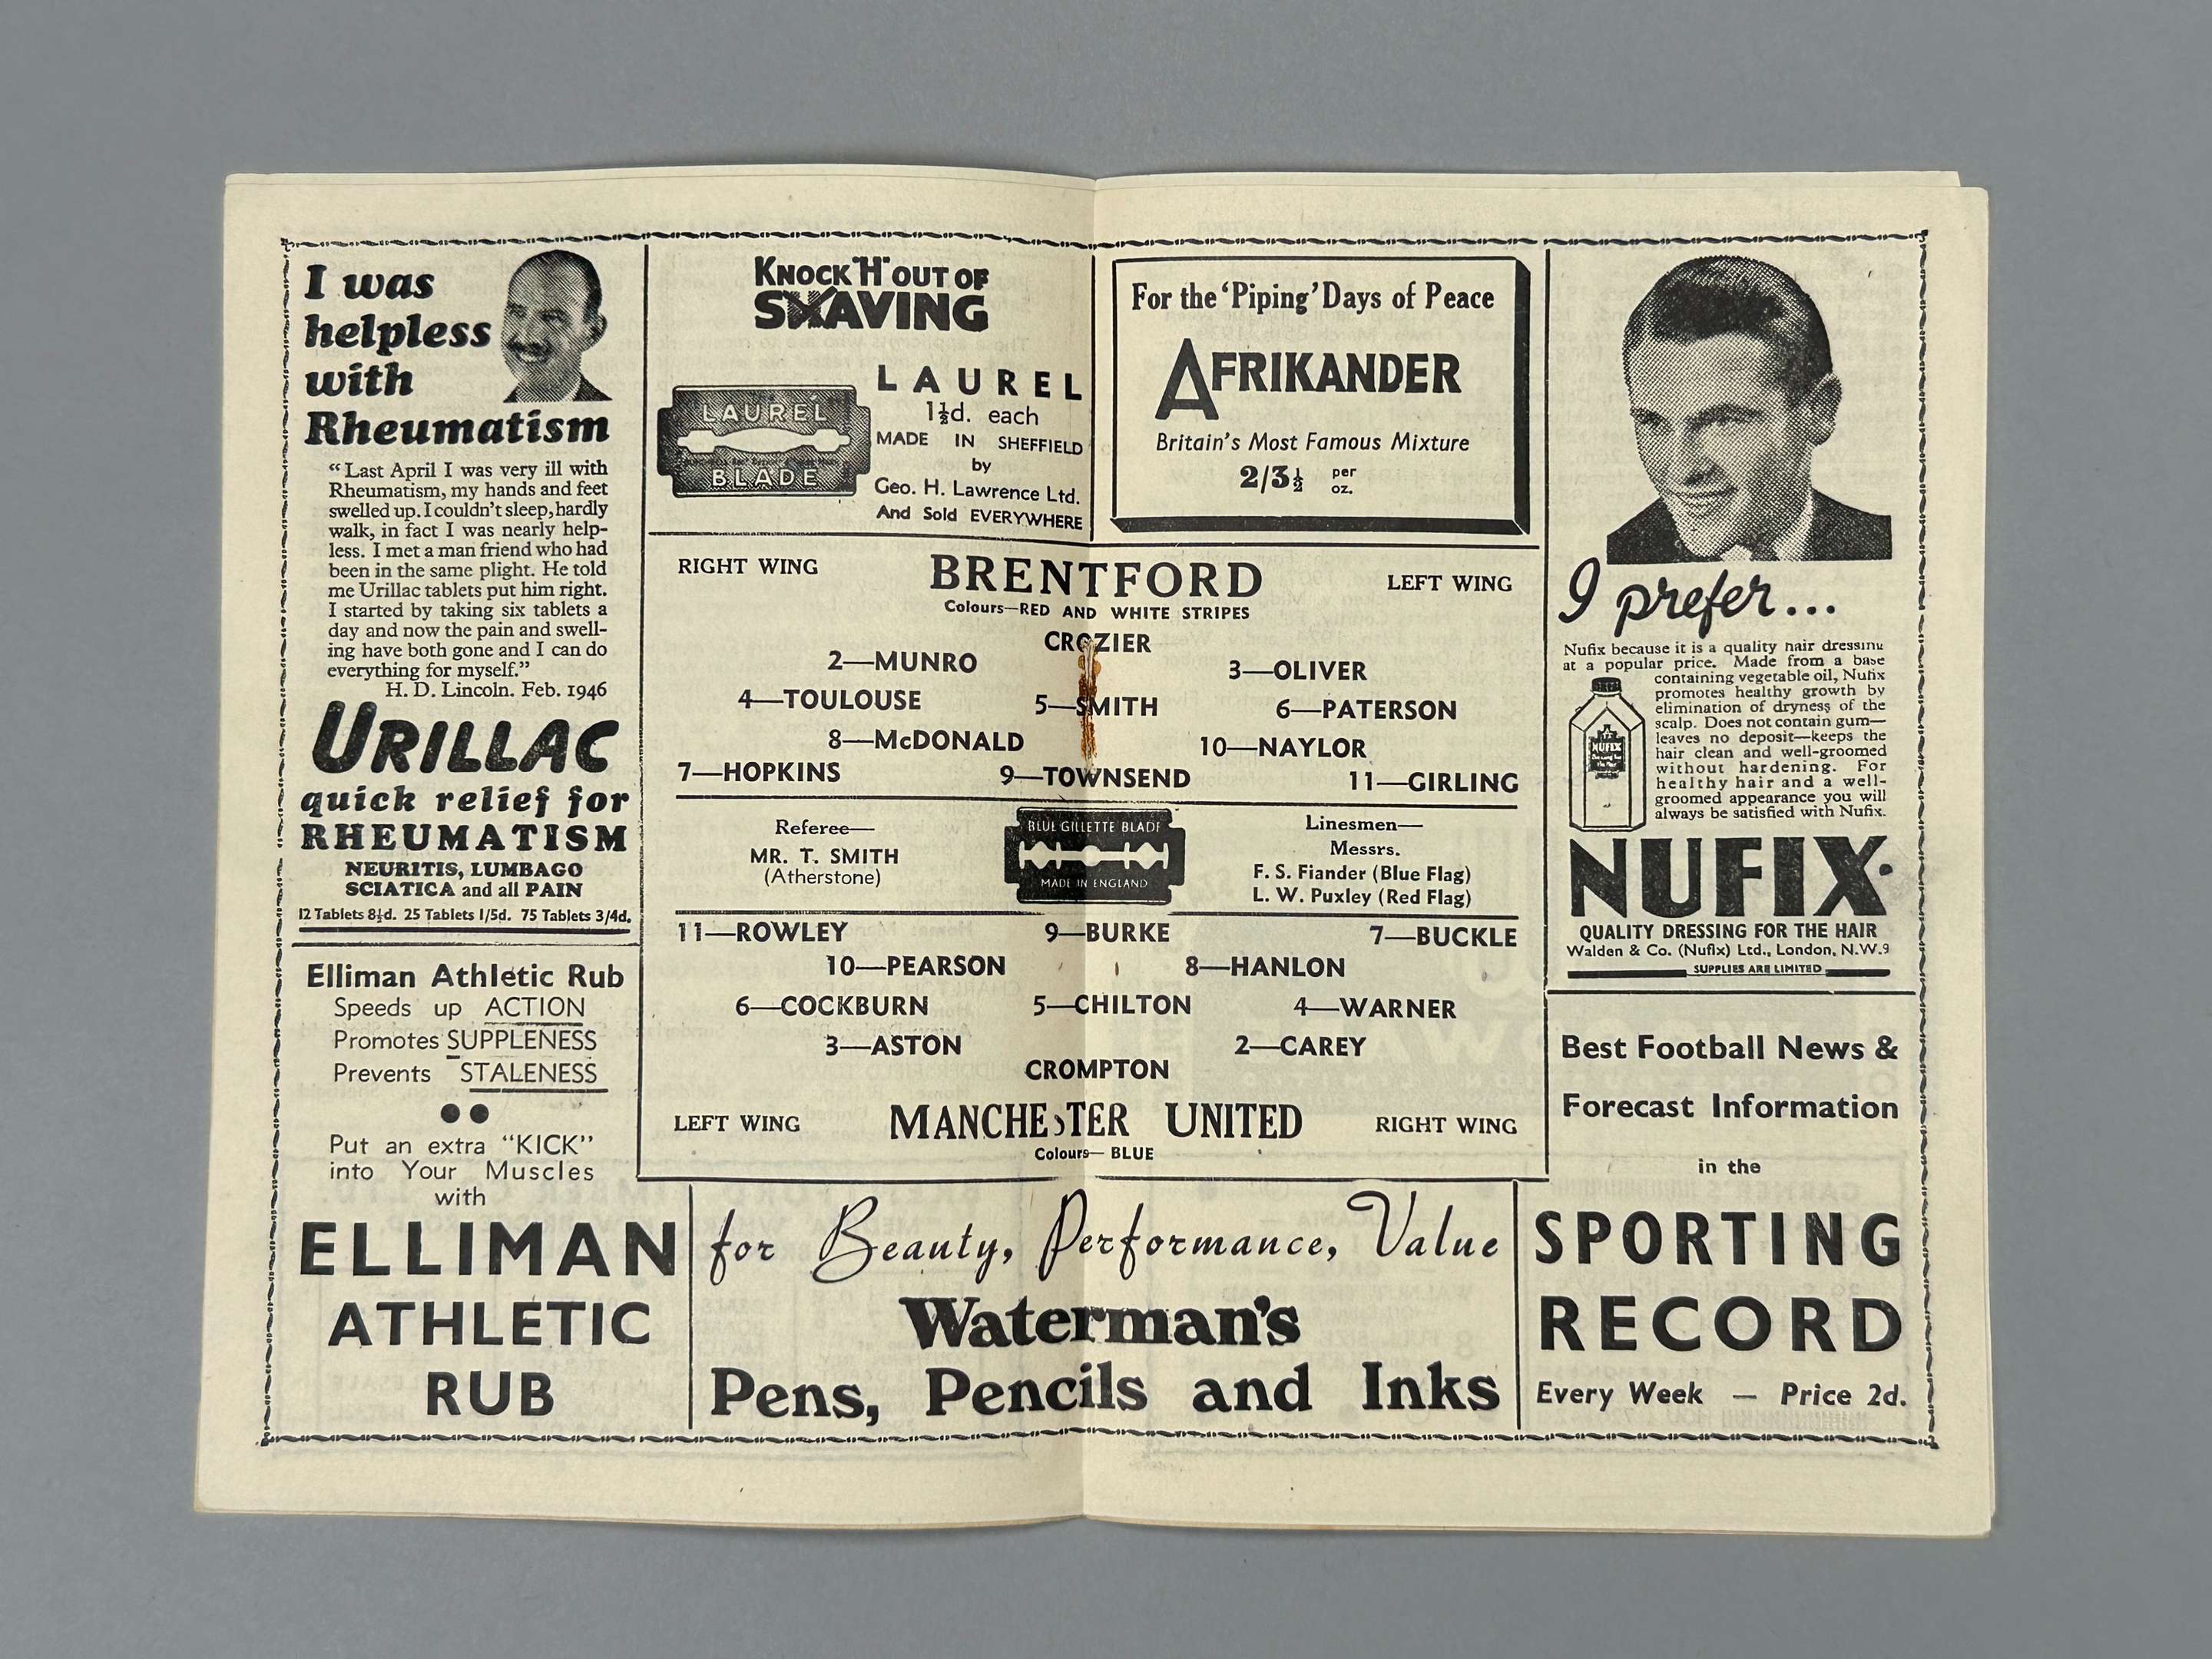 I was
helpless
with
Rheumatism
“Last April I was very ill with
Rheumatism, my hands and feet
swelled up. I couldn't sleep, hardly
walk, in fact I was nearly help-
less. I met a man friend who had
been in the same plight. He told
me Urillac tablets put him right.
I started by taking six tablets a
day and now the pain and swell-
ing have both gone and I can do
everything for myself.”
H. D. Lincoln. Feb. 1946
URILLAC
quick relief for
RHEUMATISM
NEURITIS, LUMBAGO
SCIATICA and all PAIN
12 Tablets 8½d. 25 Tablets 1/5d. 75 Tablets 3/4d.
Elliman Athletic Rub
Speeds up ACTION
Promotes SUPPLENESS
Prevents STALENESS
Put an extra “KICK”
into Your Muscles
with
ELLIMAN
ATHLETIC
RUB
KNOCK 'H' OUT OF
SHAVING
LAUREL
BLADE
LAUREL
1½d. each
MADE IN SHEFFIELD
by
Geo. H. Lawrence Ltd.
And Sold EVERYWHERE
For the ‘Piping’ Days of Peace
AFRIKANDER
Britain's Most Famous Mixture
2/3½ per oz.
RIGHT WING BRENTFORD LEFT WING
Colours—RED AND WHITE STRIPES
CROZIER
2—MUNRO 3—OLIVER
4—TOULOUSE 5—SMITH 6—PATERSON
8—McDONALD 10—NAYLOR
7—HOPKINS 9—TOWNSEND 11—GIRLING
Referee—
MR. T. SMITH
(Atherstone)
BLUE GILLETTE BLADE
MADE IN ENGLAND
Linesmen—
Messrs.
F. S. Fiander (Blue Flag)
L. W. Puxley (Red Flag)
11—ROWLEY 9—BURKE 7—BUCKLE
10—PEARSON 8—HANLON
6—COCKBURN 5—CHILTON 4—WARNER
3—ASTON 2—CAREY
CROMPTON
LEFT WING MANCHESTER UNITED RIGHT WING
Colours— BLUE
for Beauty, Performance, Value
Waterman's
Pens, Pencils and Inks
I prefer...
Nufix because it is a quality hair dressing
at a popular price. Made from a base
containing vegetable oil, Nufix
promotes healthy growth by
elimination of dryness of the
scalp. Does not contain gum—
leaves no deposit—keeps the
hair clean and well-groomed
without hardening. For
healthy hair and a well-
groomed appearance you will
always be satisfied with Nufix.
NUFIX
NUFIX
QUALITY DRESSING FOR THE HAIR
Walden & Co. (Nufix) Ltd., London, N.W.9
SUPPLIES ARE LIMITED
Best Football News &
Forecast Information
in the
SPORTING
RECORD
Every Week — Price 2d.